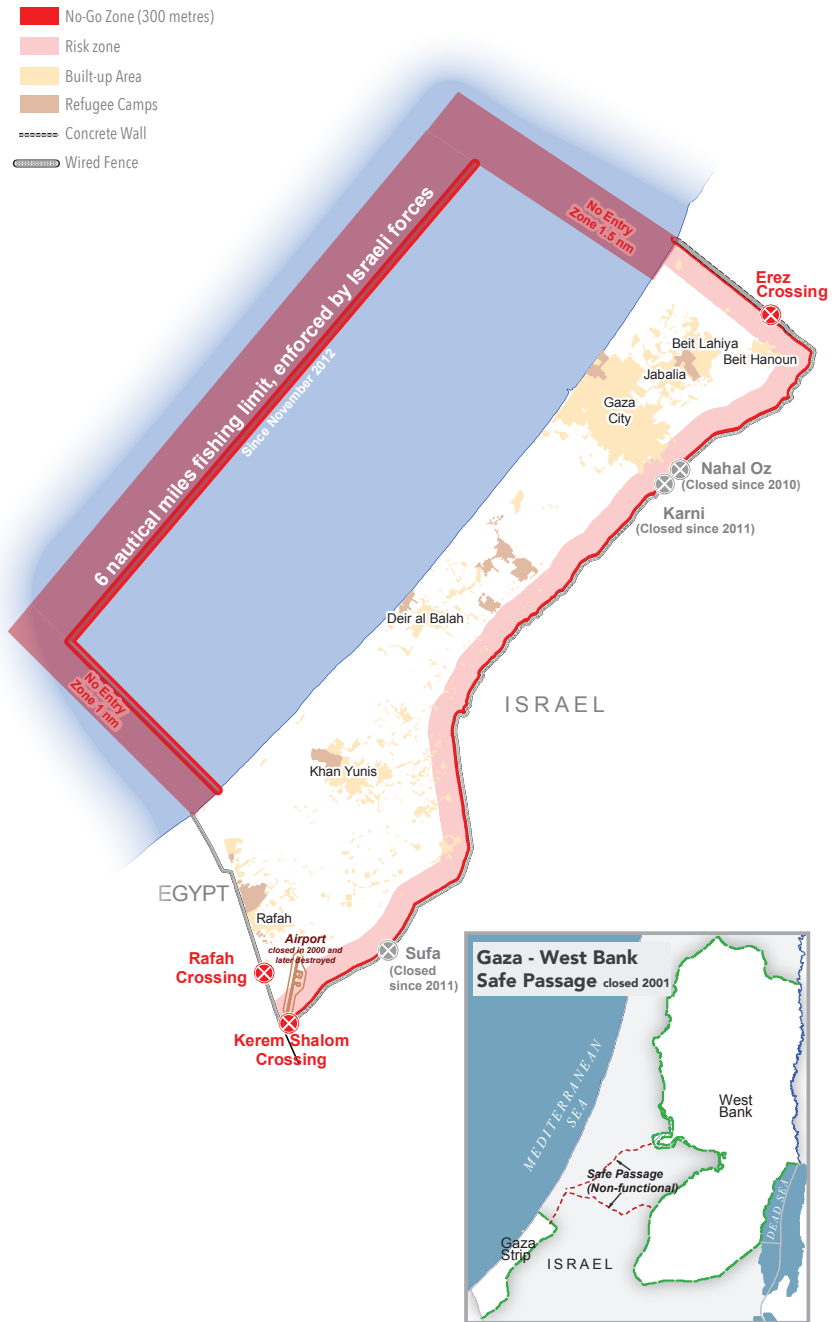 No-Go Zone (300 metres)
Risk zone
Built-up Area
Refugee Camps
Concrete Wall
Wired Fence
6 nautical miles fishing limit, enforced by Israeli forces
Since November 2012
No Entry
Zone 1.5 nm
Erez
Crossing
Beit Lahiya
Beit Hanoun
Jabalia
Gaza
City
Nahal Oz
(Closed since 2010)
Karni
(Closed since 2011)
Deir al Balah
No Entry
Zone 1 nm
ISRAEL
Khan Yunis
EGYPT
Rafah
Airport
closed in 2000 and
later destroyed
Rafah
Crossing
Sufa
(Closed
since 2011)
Kerem Shalom
Crossing
Gaza - West Bank
Safe Passage closed 2001
MEDITERRANEAN
SEA
West
Bank
Safe Passage
(Non-functional)
DEAD SEA
Gaza
Strip
ISRAEL